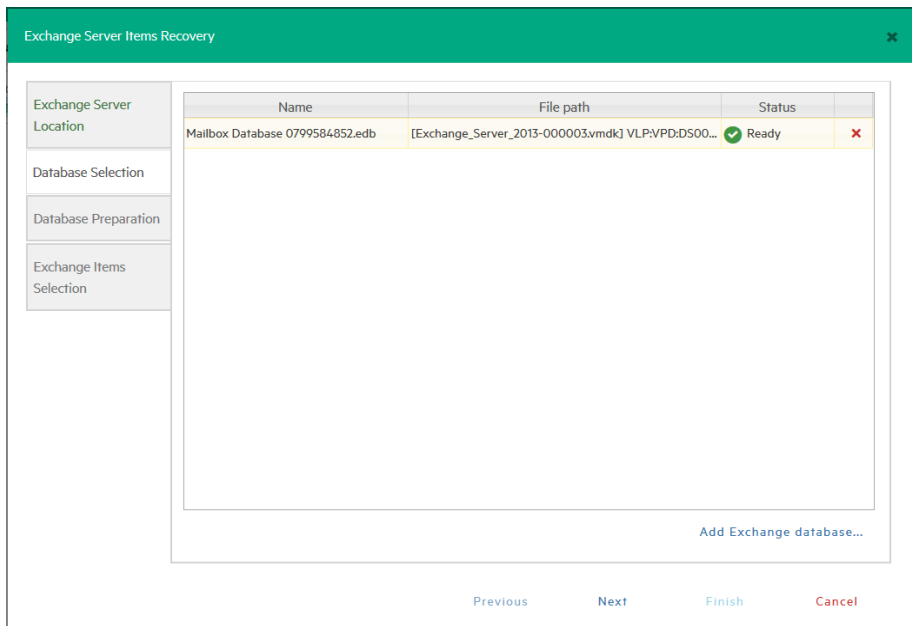 Exchange Server Items Recovery
Exchange Server
Location
Database Selection
Database Preparation
Exchange Items
Selection
Name File path Status
Mailbox Database 0799584852.edb [Exchange_Server_2013-000003.vmdk] VLP:VPD:DS00... Ready
Add Exchange database...
Previous Next Finish Cancel